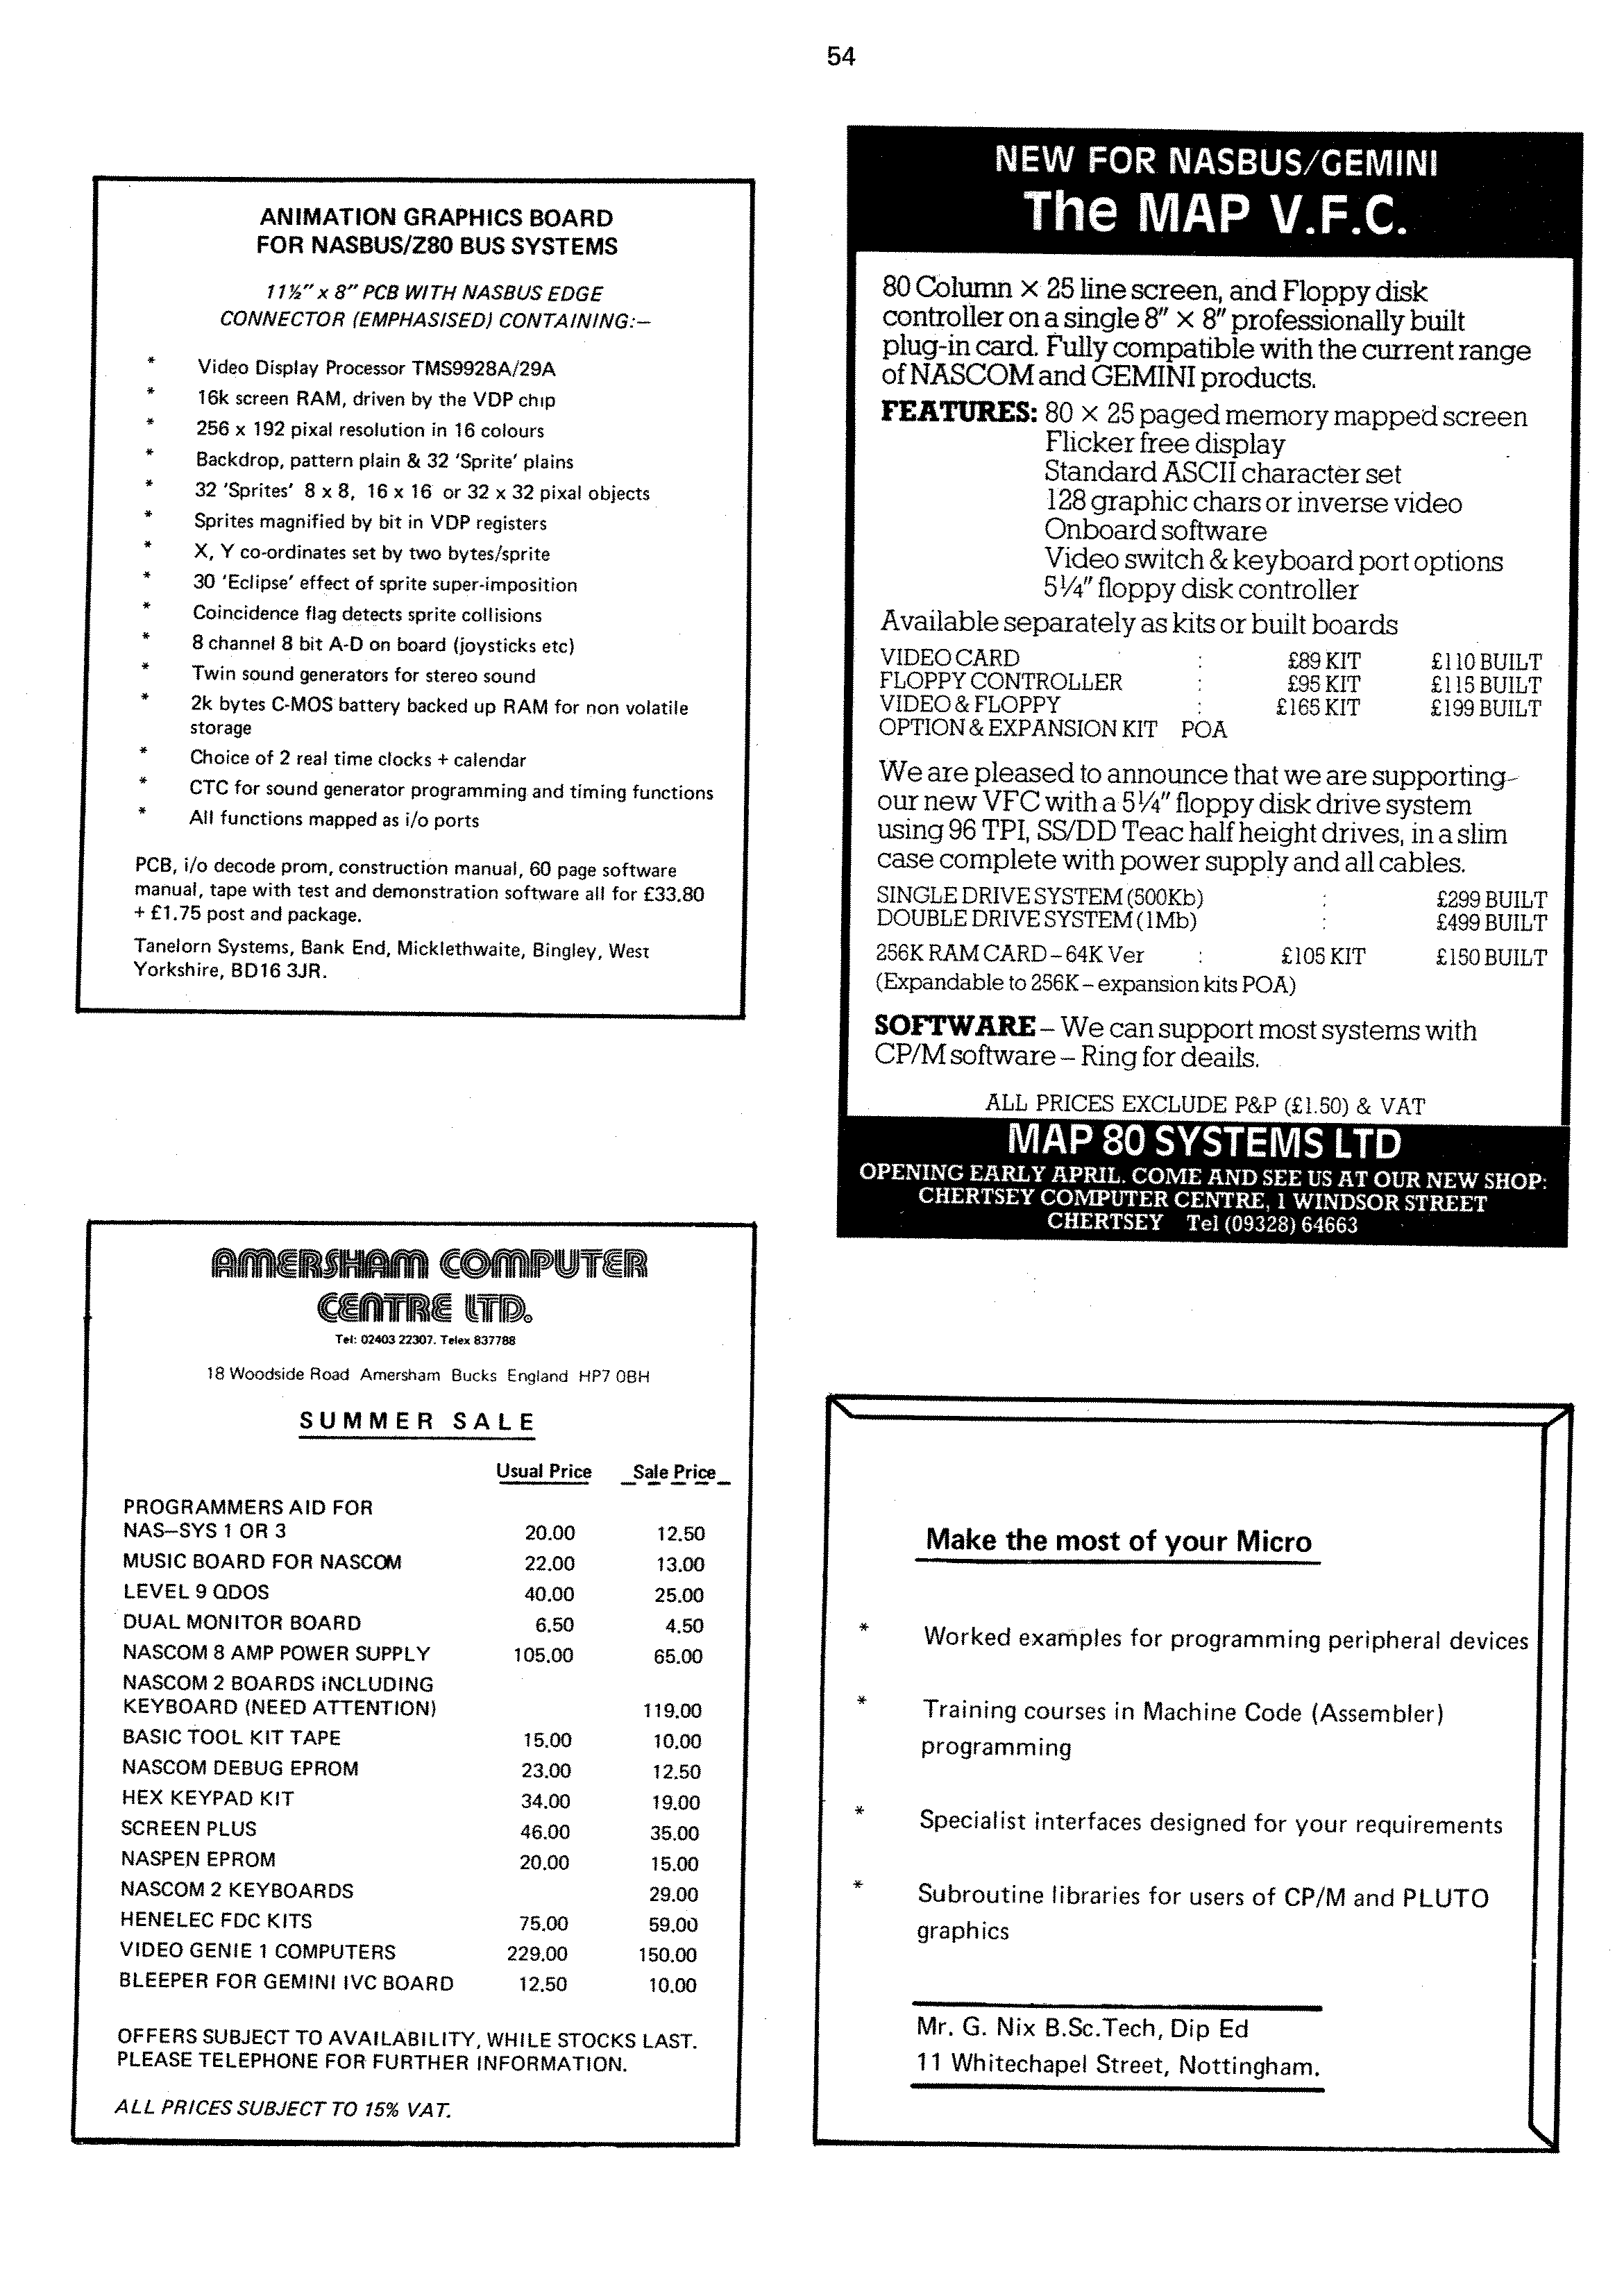 54
ANIMATION GRAPHICS BOARD
FOR NASBUS/Z80 BUS SYSTEMS
11½" x 8" PCB WITH NASBUS EDGE
CONNECTOR (EMPHASISED) CONTAINING:—
* Video Display Processor TMS9928A/29A
* 16k screen RAM, driven by the VDP chip
* 256 x 192 pixal resolution in 16 colours
* Backdrop, pattern plain & 32 'Sprite' plains
* 32 'Sprites' 8 x 8, 16 x 16 or 32 x 32 pixal objects
* Sprites magnified by bit in VDP registers
* X, Y co-ordinates set by two bytes/sprite
* 30 'Eclipse' effect of sprite super-imposition
* Coincidence flag detects sprite collisions
* 8 channel 8 bit A-D on board (joysticks etc)
* Twin sound generators for stereo sound
* 2k bytes C-MOS battery backed up RAM for non volatile
storage
* Choice of 2 real time clocks + calendar
* CTC for sound generator programming and timing functions
* All functions mapped as i/o ports
PCB, i/o decode prom, construction manual, 60 page software
manual, tape with test and demonstration software all for £33.80
+ £1.75 post and package.
Tanelorn Systems, Bank End, Micklethwaite, Bingley, West
Yorkshire, BD16 3JR.
NEW FOR NASBUS/GEMINI
The MAP V.F.C.
80 Column × 25 line screen, and Floppy disk
controller on a single 8" × 8" professionally built
plug-in card. Fully compatible with the current range
of NASCOM and GEMINI products.
FEATURES: 80 × 25 paged memory mapped screen
Flicker free display
Standard ASCII character set
128 graphic chars or inverse video
Onboard software
Video switch & keyboard port options
5¼" floppy disk controller
Available separately as kits or built boards
VIDEO CARD : £89 KIT £110 BUILT
FLOPPY CONTROLLER : £95 KIT £115 BUILT
VIDEO & FLOPPY : £165 KIT £199 BUILT
OPTION & EXPANSION KIT POA
We are pleased to announce that we are supporting-
our new VFC with a 5¼" floppy disk drive system
using 96 TPI, SS/DD Teac half height drives, in a slim
case complete with power supply and all cables.
SINGLE DRIVE SYSTEM (500Kb) : £299 BUILT
DOUBLE DRIVE SYSTEM (1Mb) : £499 BUILT
256K RAM CARD – 64K Ver : £105 KIT £150 BUILT
(Expandable to 256K – expansion kits POA)
SOFTWARE – We can support most systems with
CP/M software – Ring for deails.
ALL PRICES EXCLUDE P&P (£1.50) & VAT
MAP 80 SYSTEMS LTD
OPENING EARLY APRIL. COME AND SEE US AT OUR NEW SHOP:
CHERTSEY COMPUTER CENTRE, 1 WINDSOR STREET
CHERTSEY Tel (09328) 64663
AMERSHAM COMPUTER
CENTRE LTD.
Tel: 02403 22307. Telex 837788
18 Woodside Road Amersham Bucks England HP7 0BH
SUMMER SALE
Usual Price Sale Price
PROGRAMMERS AID FOR
NAS—SYS 1 OR 3 20.00 12.50
MUSIC BOARD FOR NASCOM 22.00 13.00
LEVEL 9 QDOS 40.00 25.00
DUAL MONITOR BOARD 6.50 4.50
NASCOM 8 AMP POWER SUPPLY 105.00 65.00
NASCOM 2 BOARDS iNCLUDING
KEYBOARD (NEED ATTENTION) 119.00
BASIC TOOL KIT TAPE 15.00 10.00
NASCOM DEBUG EPROM 23.00 12.50
HEX KEYPAD KIT 34.00 19.00
SCREEN PLUS 46.00 35.00
NASPEN EPROM 20.00 15.00
NASCOM 2 KEYBOARDS 29.00
HENELEC FDC KITS 75.00 59.00
VIDEO GENIE 1 COMPUTERS 229.00 150.00
BLEEPER FOR GEMINI IVC BOARD 12.50 10.00
OFFERS SUBJECT TO AVAILABILITY, WHILE STOCKS LAST.
PLEASE TELEPHONE FOR FURTHER INFORMATION.
ALL PRICES SUBJECT TO 15% VAT.
Make the most of your Micro
* Worked examples for programming peripheral devices
* Training courses in Machine Code (Assembler)
programming
* Specialist interfaces designed for your requirements
* Subroutine libraries for users of CP/M and PLUTO
graphics
Mr. G. Nix B.Sc.Tech, Dip Ed
11 Whitechapel Street, Nottingham.